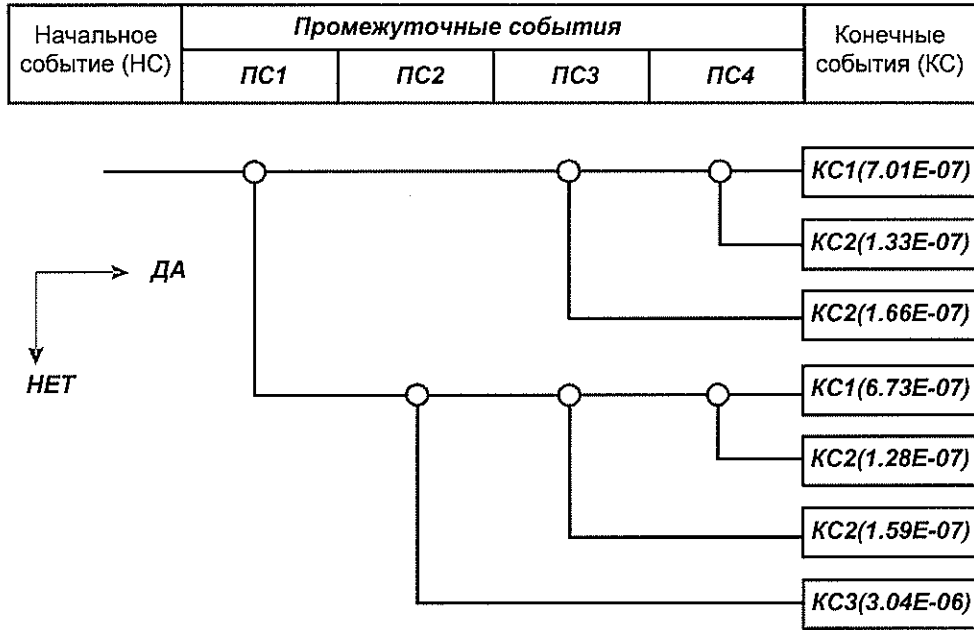 Начальное
событие (НС)
Промежуточные события
ПС1 ПС2 ПС3 ПС4
Конечные
события (КС)
КС1(7.01E-07)
КС2(1.33E-07)
ДА
КС2(1.66E-07)
НЕТ
КС1(6.73E-07)
КС2(1.28E-07)
КС2(1.59E-07)
КС3(3.04E-06)